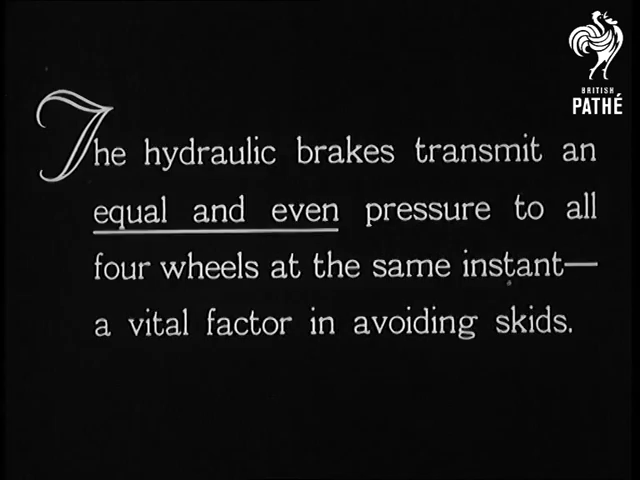 BRITISH
PATHÉ
The hydraulic brakes transmit an
equal and even pressure to all
four wheels at the same instant—
a vital factor in avoiding skids.